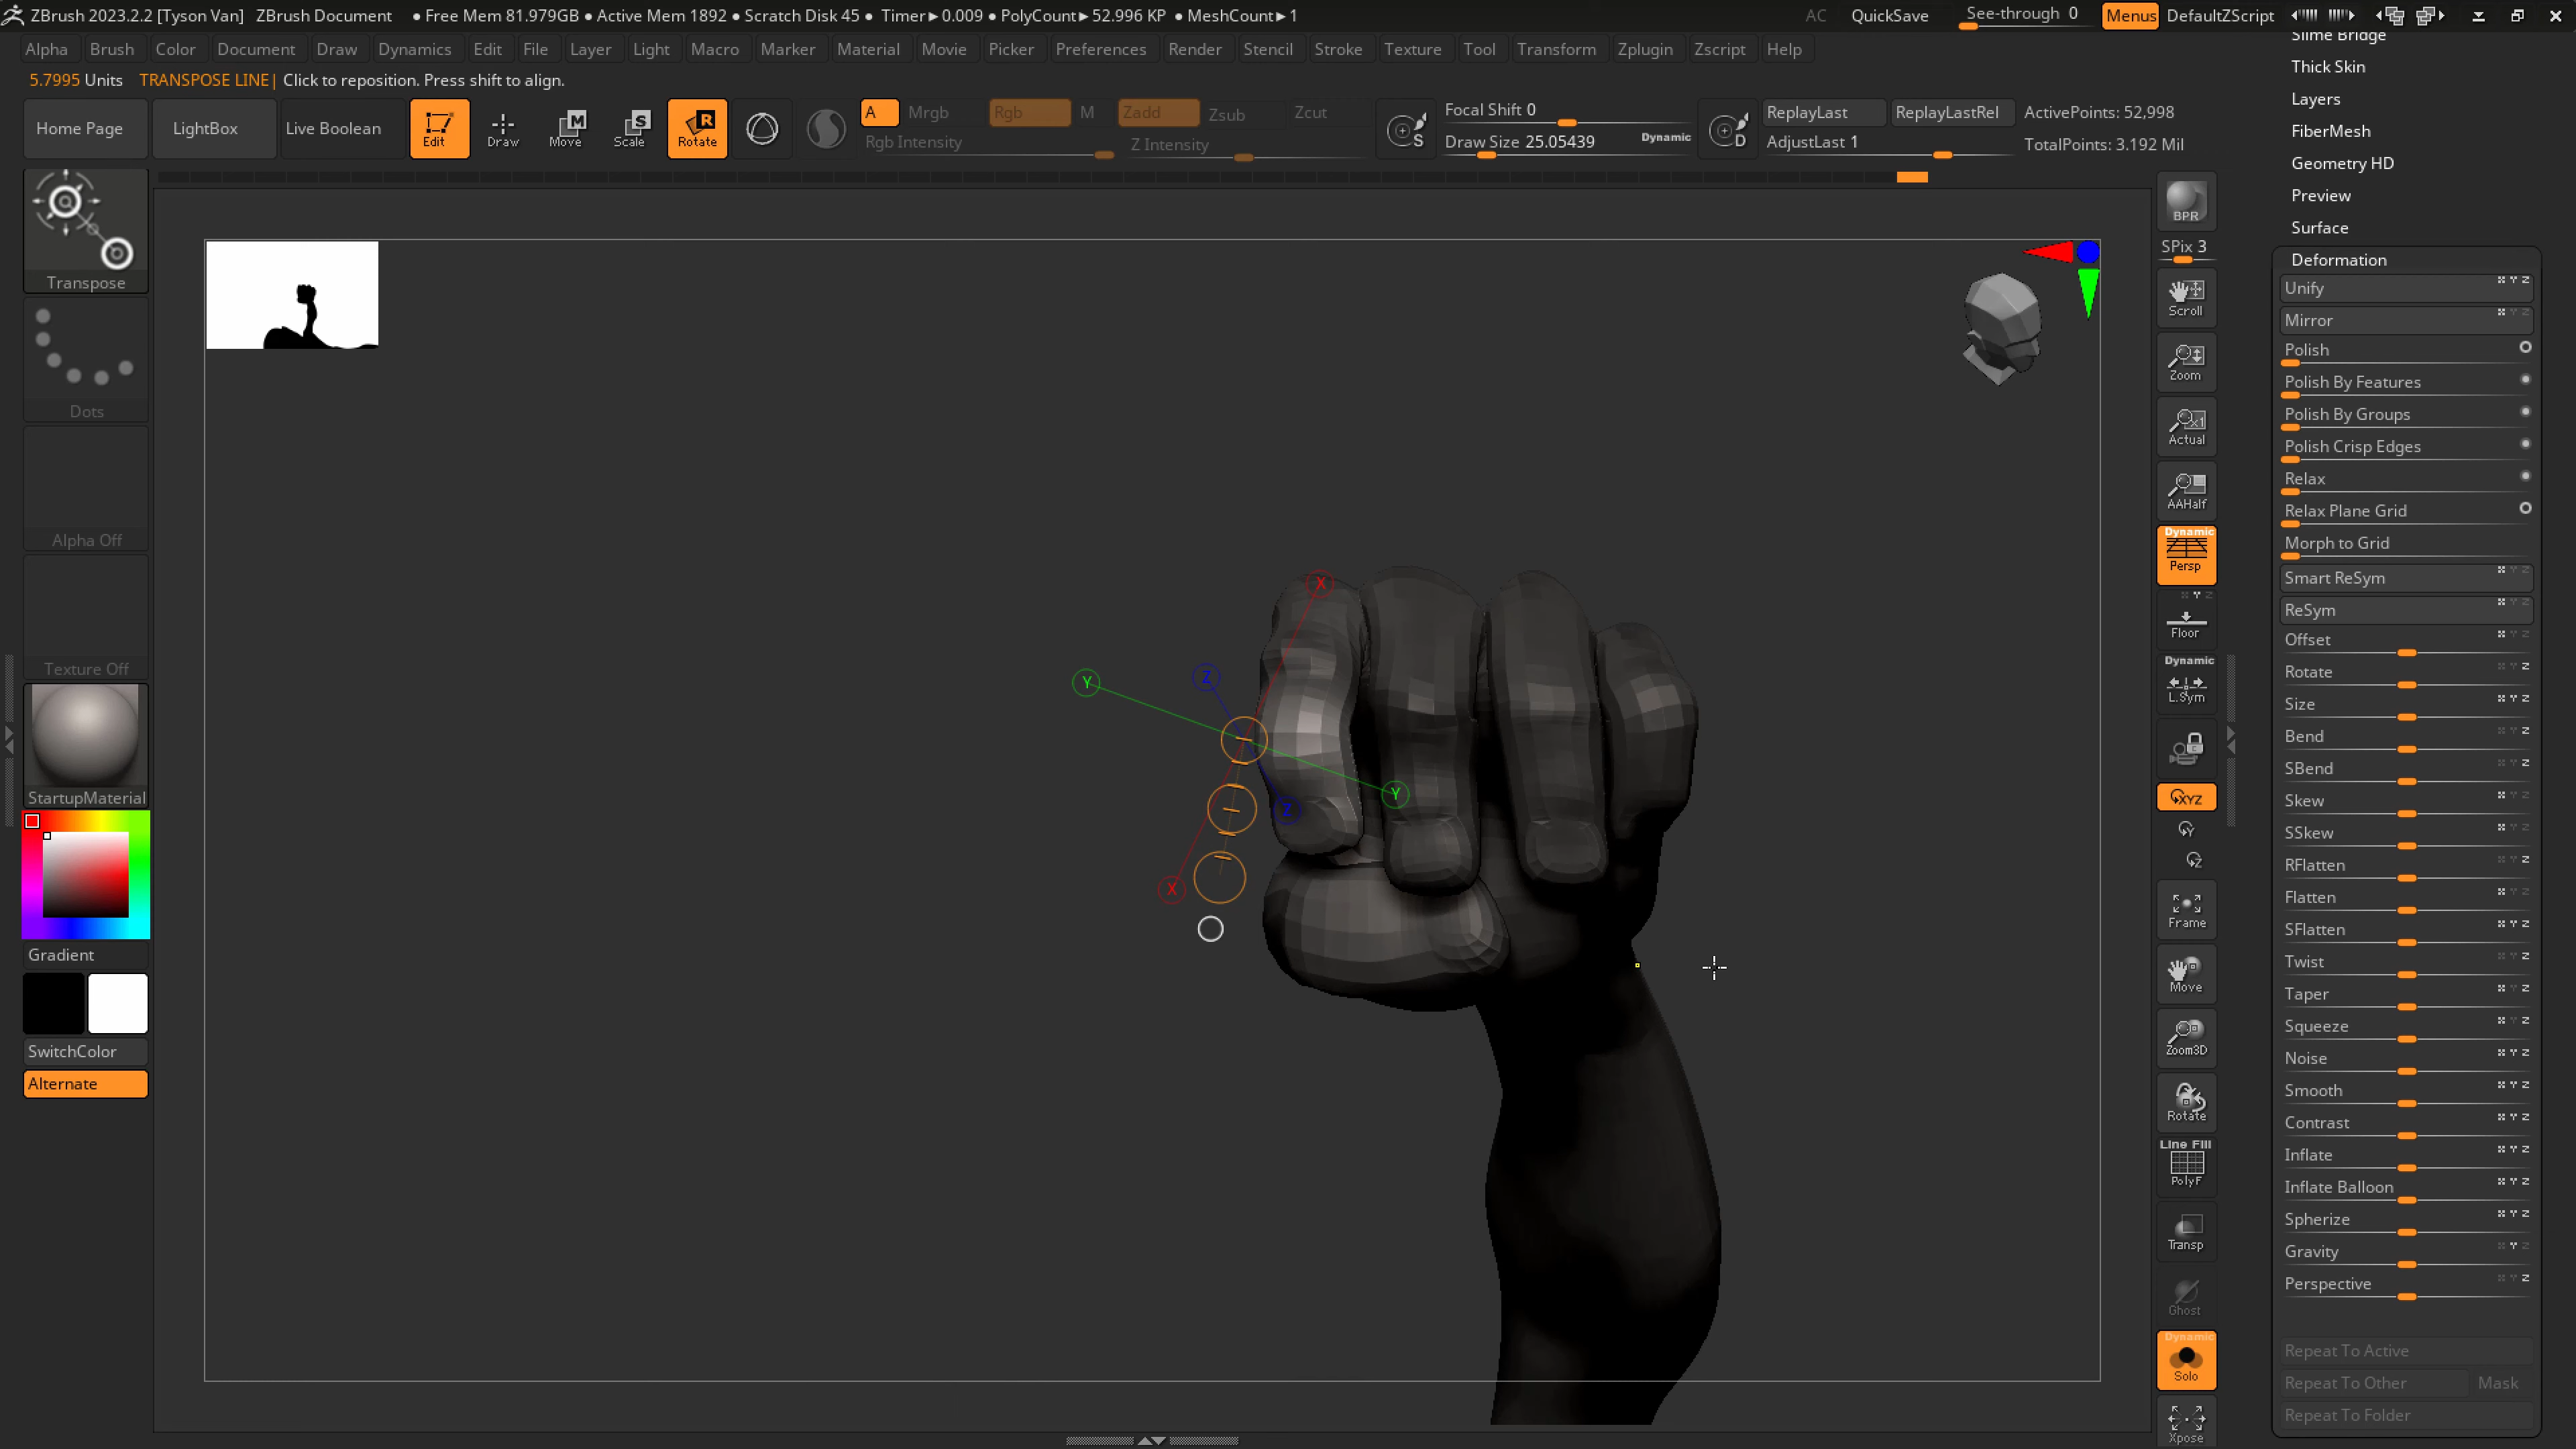 ZBrush 2023.2.2 [Tyson Van] ZBrush Document ● Free Mem 81.979GB ● Active Mem 1892 ● Scratch Disk 45 ● Timer►0.009 ● PolyCount►52.996 KP ● MeshCount►1 AC QuickSave See-through 0 Menus DefaultZScript
Alpha Brush Color Document Draw Dynamics Edit File Layer Light Macro Marker Material Movie Picker Preferences Render Stencil Stroke Texture Tool Transform Zplugin Zscript Help
5.7995 Units TRANSPOSE LINE| Click to reposition. Press shift to align.
Home Page LightBox Live Boolean Edit Draw Move Scale Rotate
M S R
A Mrgb Rgb M Zadd Zsub Zcut
Rgb Intensity Z Intensity
S Focal Shift 0
Draw Size 25.05439 Dynamic
D ReplayLast ReplayLastRel
AdjustLast 1
ActivePoints: 52,998
TotalPoints: 3.192 Mil
Transpose
Dots
Alpha Off
Texture Off
StartupMaterial
Gradient
SwitchColor
Alternate
X
Y Z
Y
Z
X
BPR
SPix 3
Scroll
Zoom
x1
Actual
AAHalf
Dynamic
Persp
X Y Z
Floor
Dynamic
L.Sym
XYZ
Y
Z
Frame
Move
Zoom3D
Rotate
Line Fill
PolyF
Transp
Ghost
Dynamic
Solo
Xpose
Slime Bridge
Thick Skin
Layers
FiberMesh
Geometry HD
Preview
Surface
Deformation
Unify X Y Z
Mirror X Y Z
Polish
Polish By Features
Polish By Groups
Polish Crisp Edges
Relax
Relax Plane Grid
Morph to Grid
Smart ReSym X Y Z
ReSym X Y Z
Offset X Y Z
Rotate X Y Z
Size X Y Z
Bend X Y Z
SBend X Y Z
Skew X Y Z
SSkew X Y Z
RFlatten X Y Z
Flatten X Y Z
SFlatten X Y Z
Twist X Y Z
Taper X Y Z
Squeeze X Y Z
Noise X Y Z
Smooth X Y Z
Contrast X Y Z
Inflate X Y Z
Inflate Balloon X Y Z
Spherize X Y Z
Gravity X Y Z
Perspective X Y Z
Repeat To Active
Repeat To Other Mask
Repeat To Folder